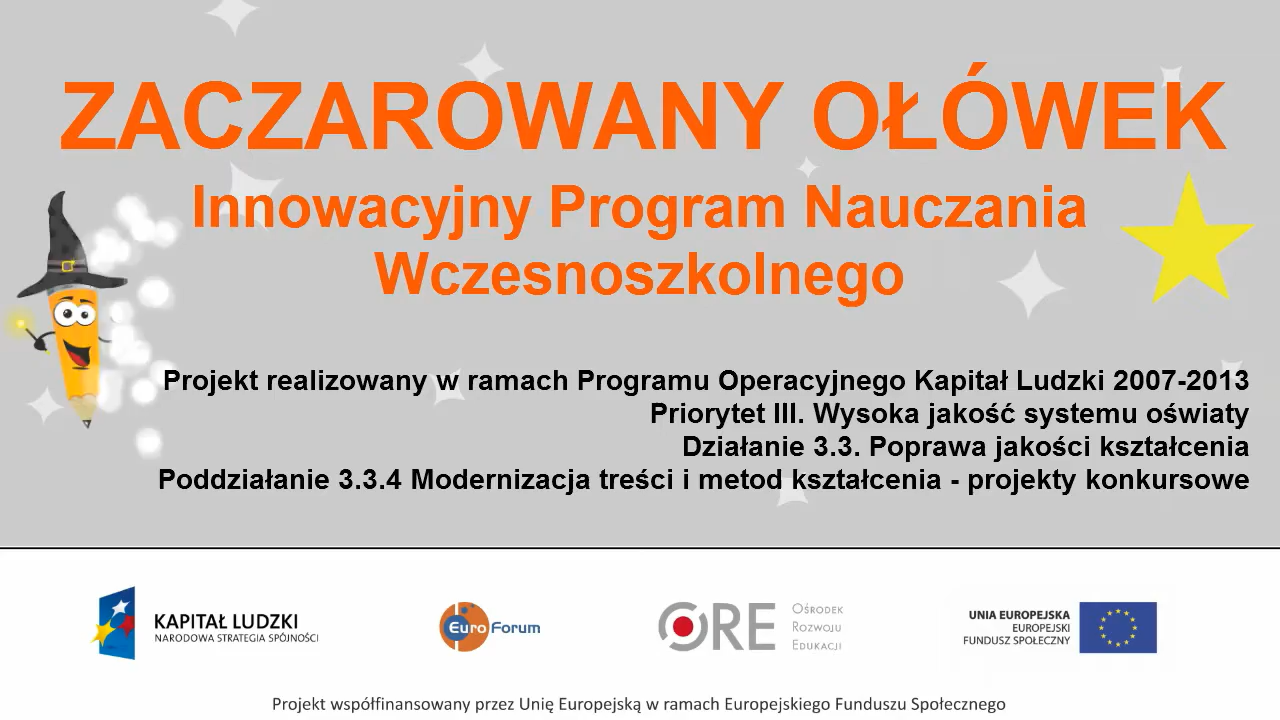 ZACZAROWANY OŁÓWEK
Innowacyjny Program Nauczania
Wczesnoszkolnego
Projekt realizowany w ramach Programu Operacyjnego Kapitał Ludzki 2007-2013
Priorytet III. Wysoka jakość systemu oświaty
Działanie 3.3. Poprawa jakości kształcenia
Poddziałanie 3.3.4 Modernizacja treści i metod kształcenia - projekty konkursowe
KAPITAŁ LUDZKI
NARODOWA STRATEGIA SPÓJNOŚCI
EuroForum
ORE
OŚRODEK
ROZWOJU
EDUKACJI
UNIA EUROPEJSKA
EUROPEJSKI
FUNDUSZ SPOŁECZNY
Projekt współfinansowany przez Unię Europejską w ramach Europejskiego Funduszu Społecznego